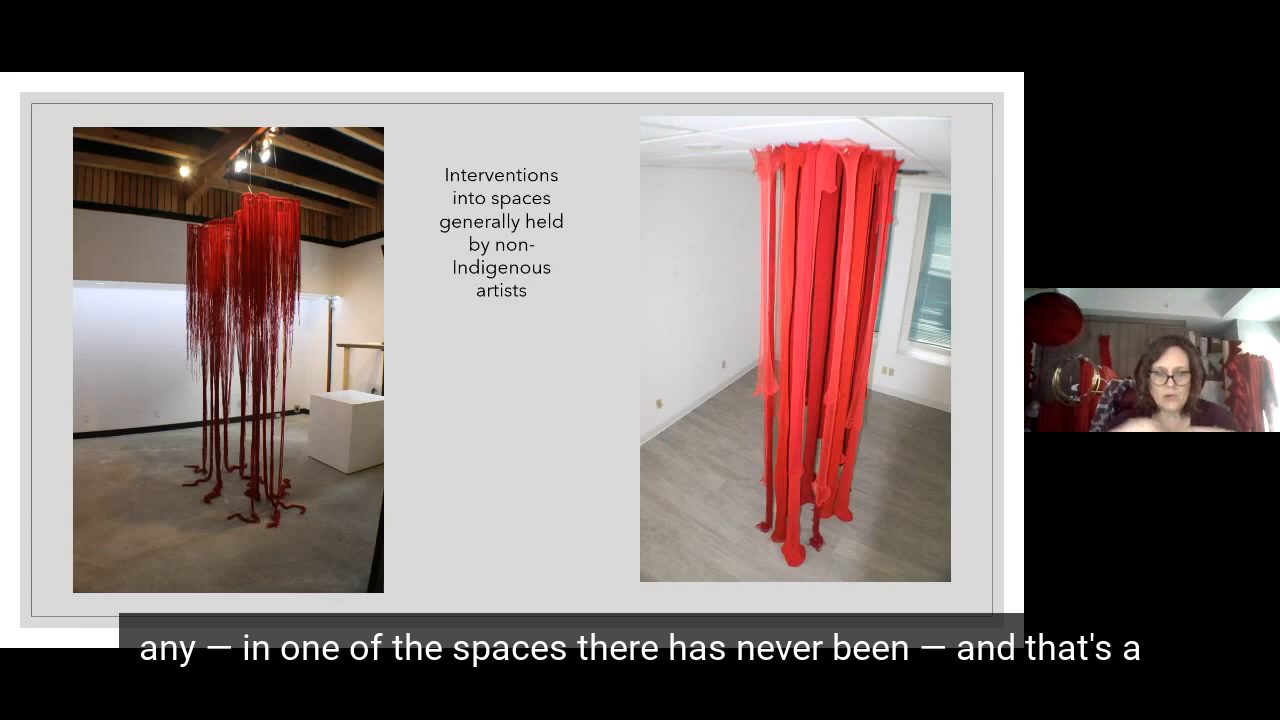 Interventions
into spaces
generally held
by non-
Indigenous
artists
any — in one of the spaces there has never been — and that's a